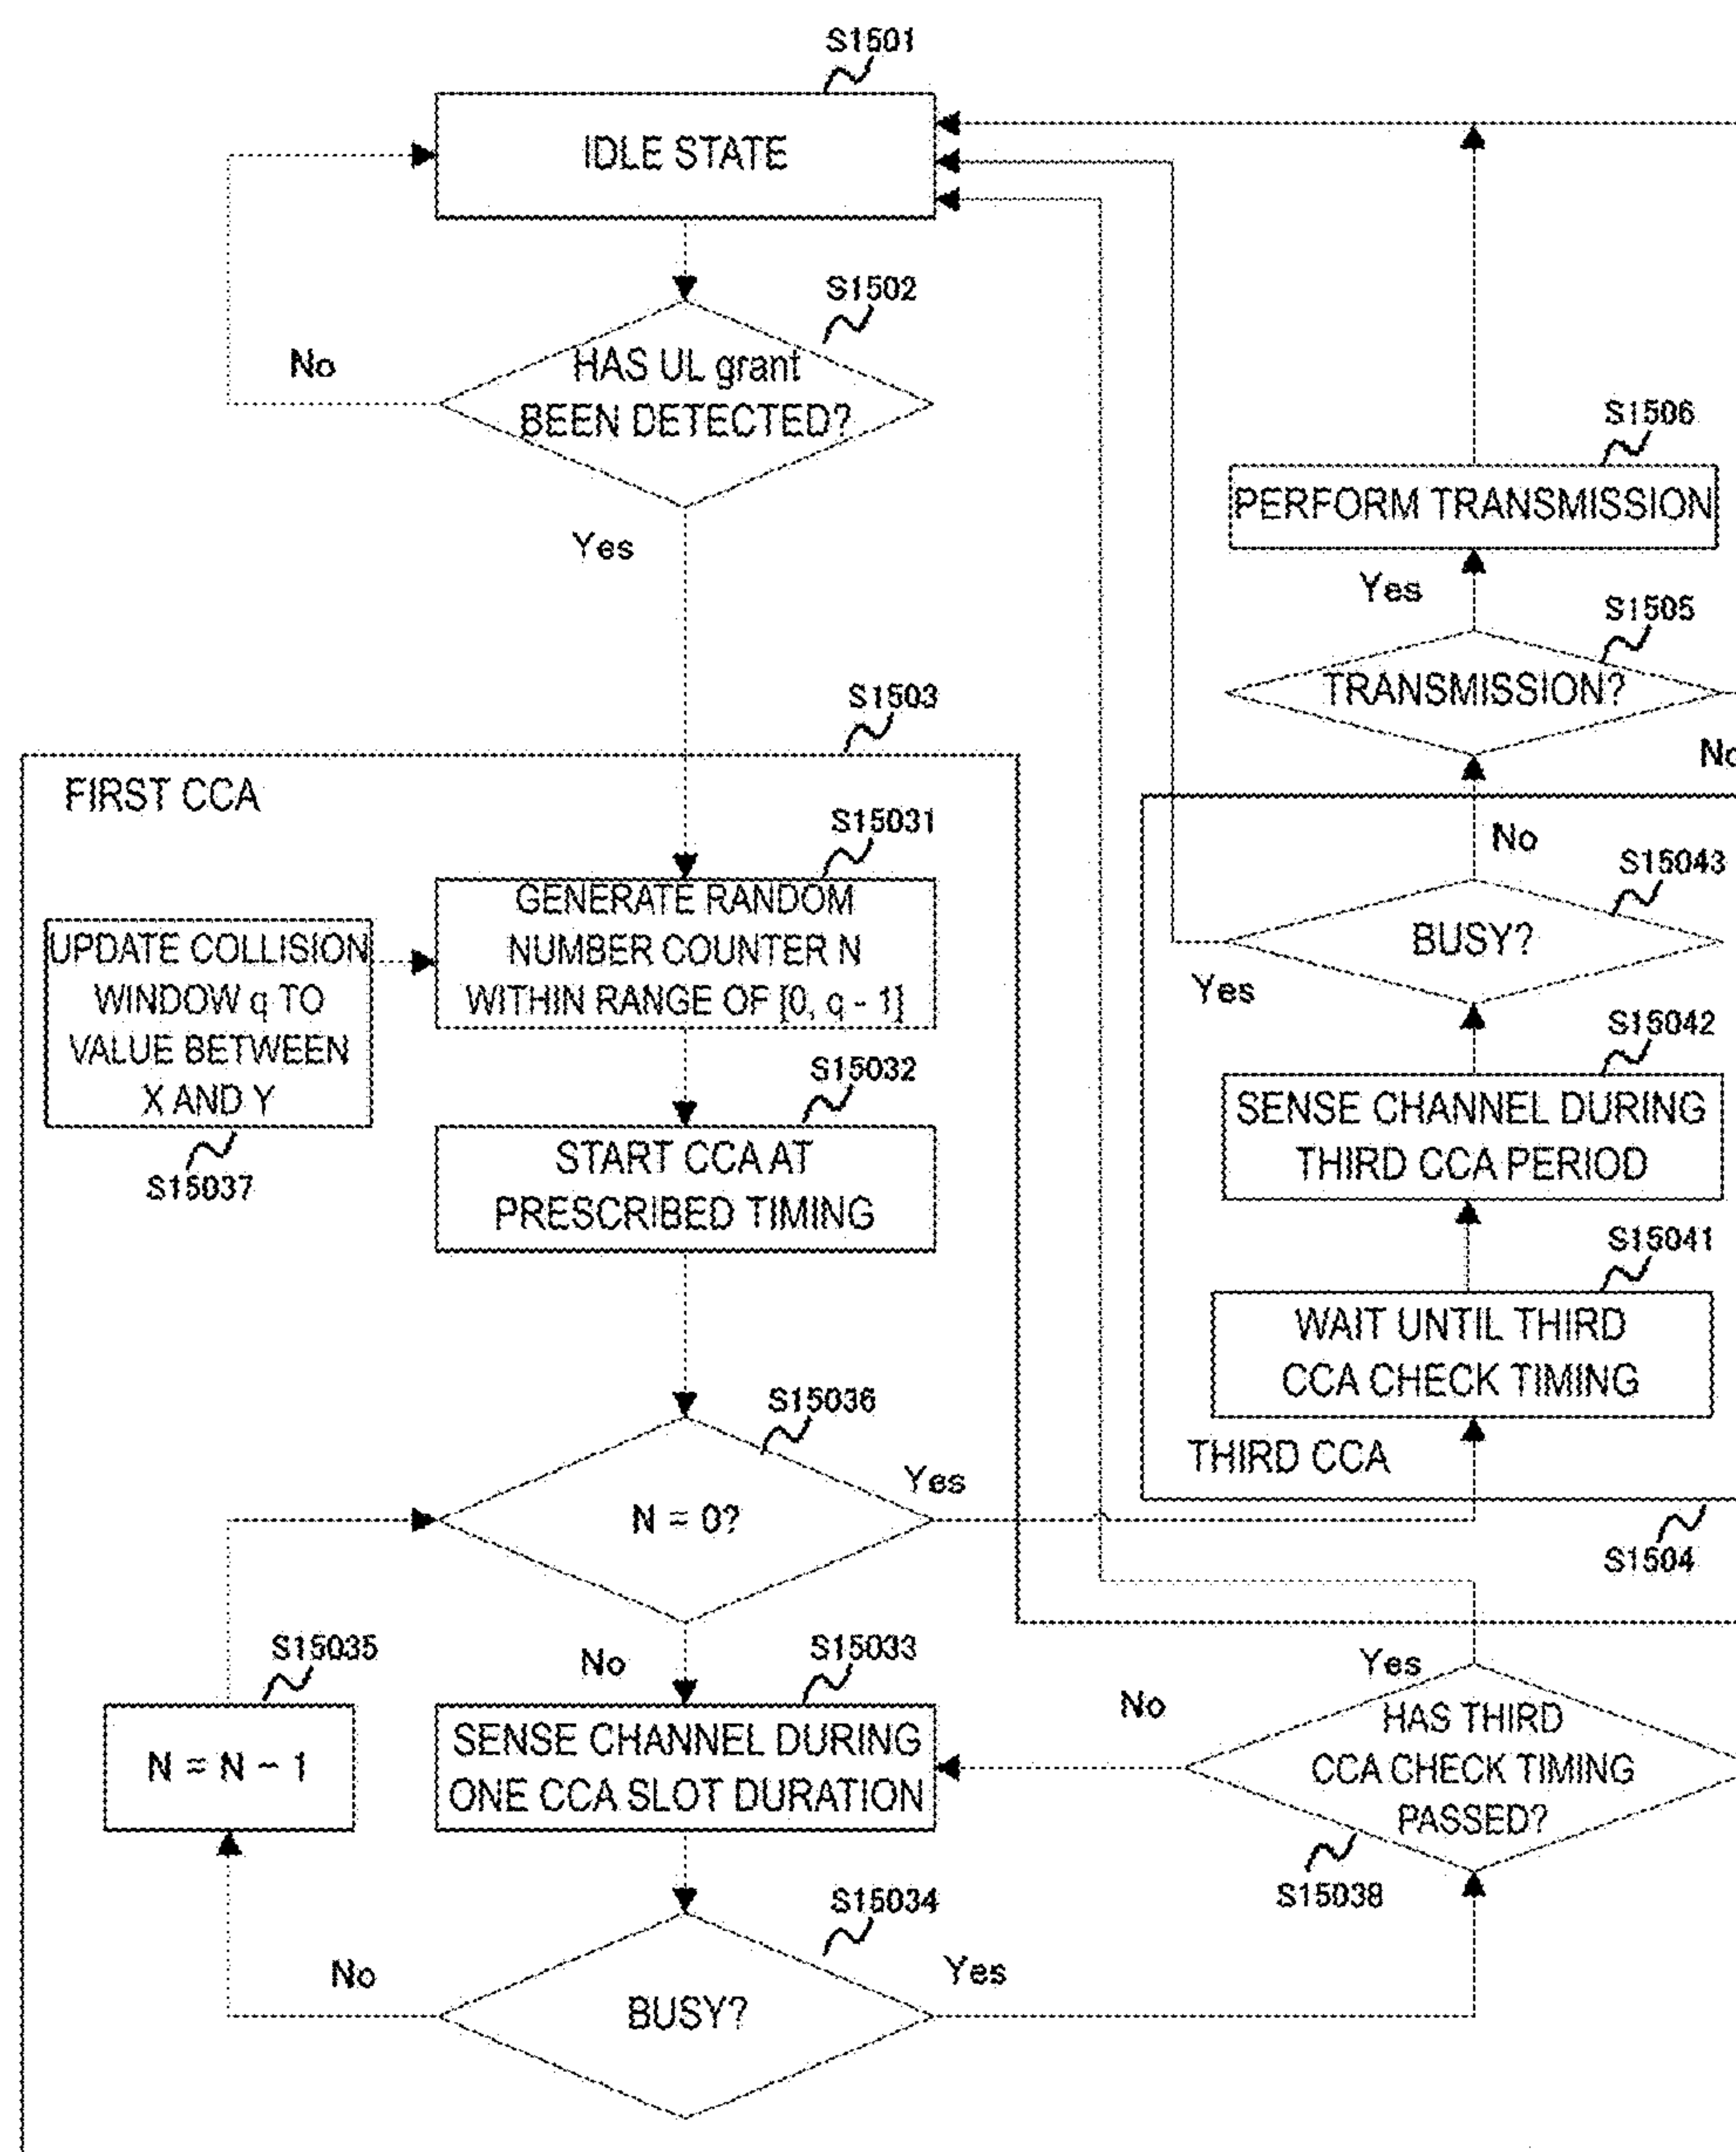 S1501
IDLE STATE
S1502
HAS UL grant
BEEN DETECTED?
No
Yes
S1503
FIRST CCA
S15031
GENERATE RANDOM
NUMBER COUNTER N
WITHIN RANGE OF [0, q - 1]
UPDATE COLLISION
WINDOW q TO
VALUE BETWEEN
X AND Y
S15037
S15032
START CCA AT
PRESCRIBED TIMING
S15036
N = 0?
Yes
No
S15035
N = N - 1
S15033
SENSE CHANNEL DURING
ONE CCA SLOT DURATION
S15034
BUSY?
No
Yes
S1506
PERFORM TRANSMISSION
Yes
S1505
TRANSMISSION?
No
No
S15043
BUSY?
Yes
S15042
SENSE CHANNEL DURING
THIRD CCA PERIOD
S15041
WAIT UNTIL THIRD
CCA CHECK TIMING
THIRD CCA
S1504
Yes
No
HAS THIRD
CCA CHECK TIMING
PASSED?
S15038